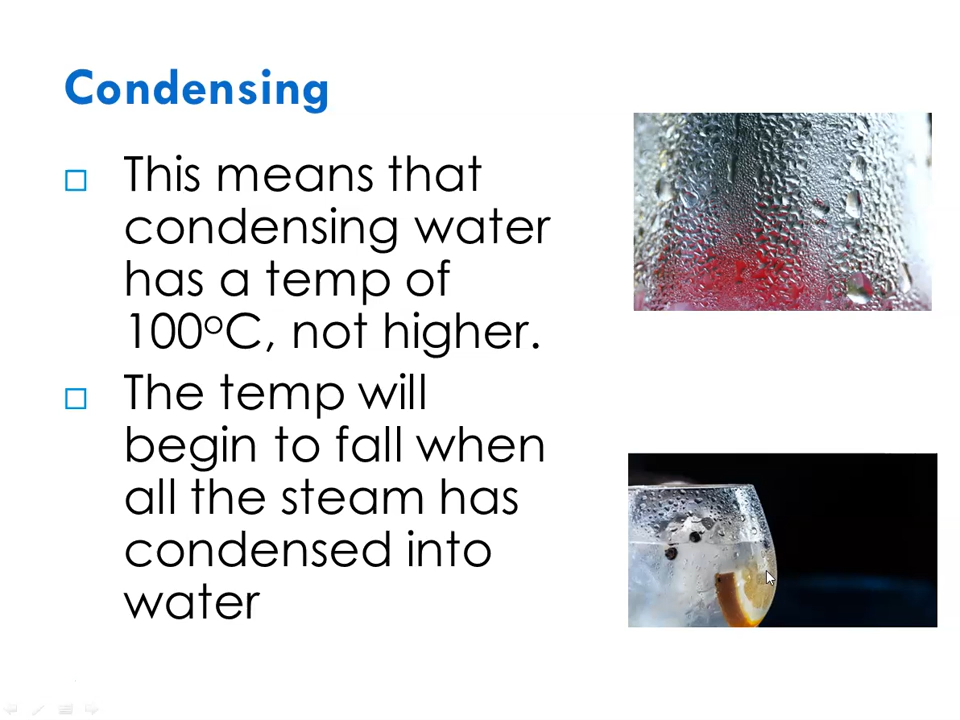 Condensing
This means that
condensing water
has a temp of
100°C, not higher.
The temp will
begin to fall when
all the steam has
condensed into
water